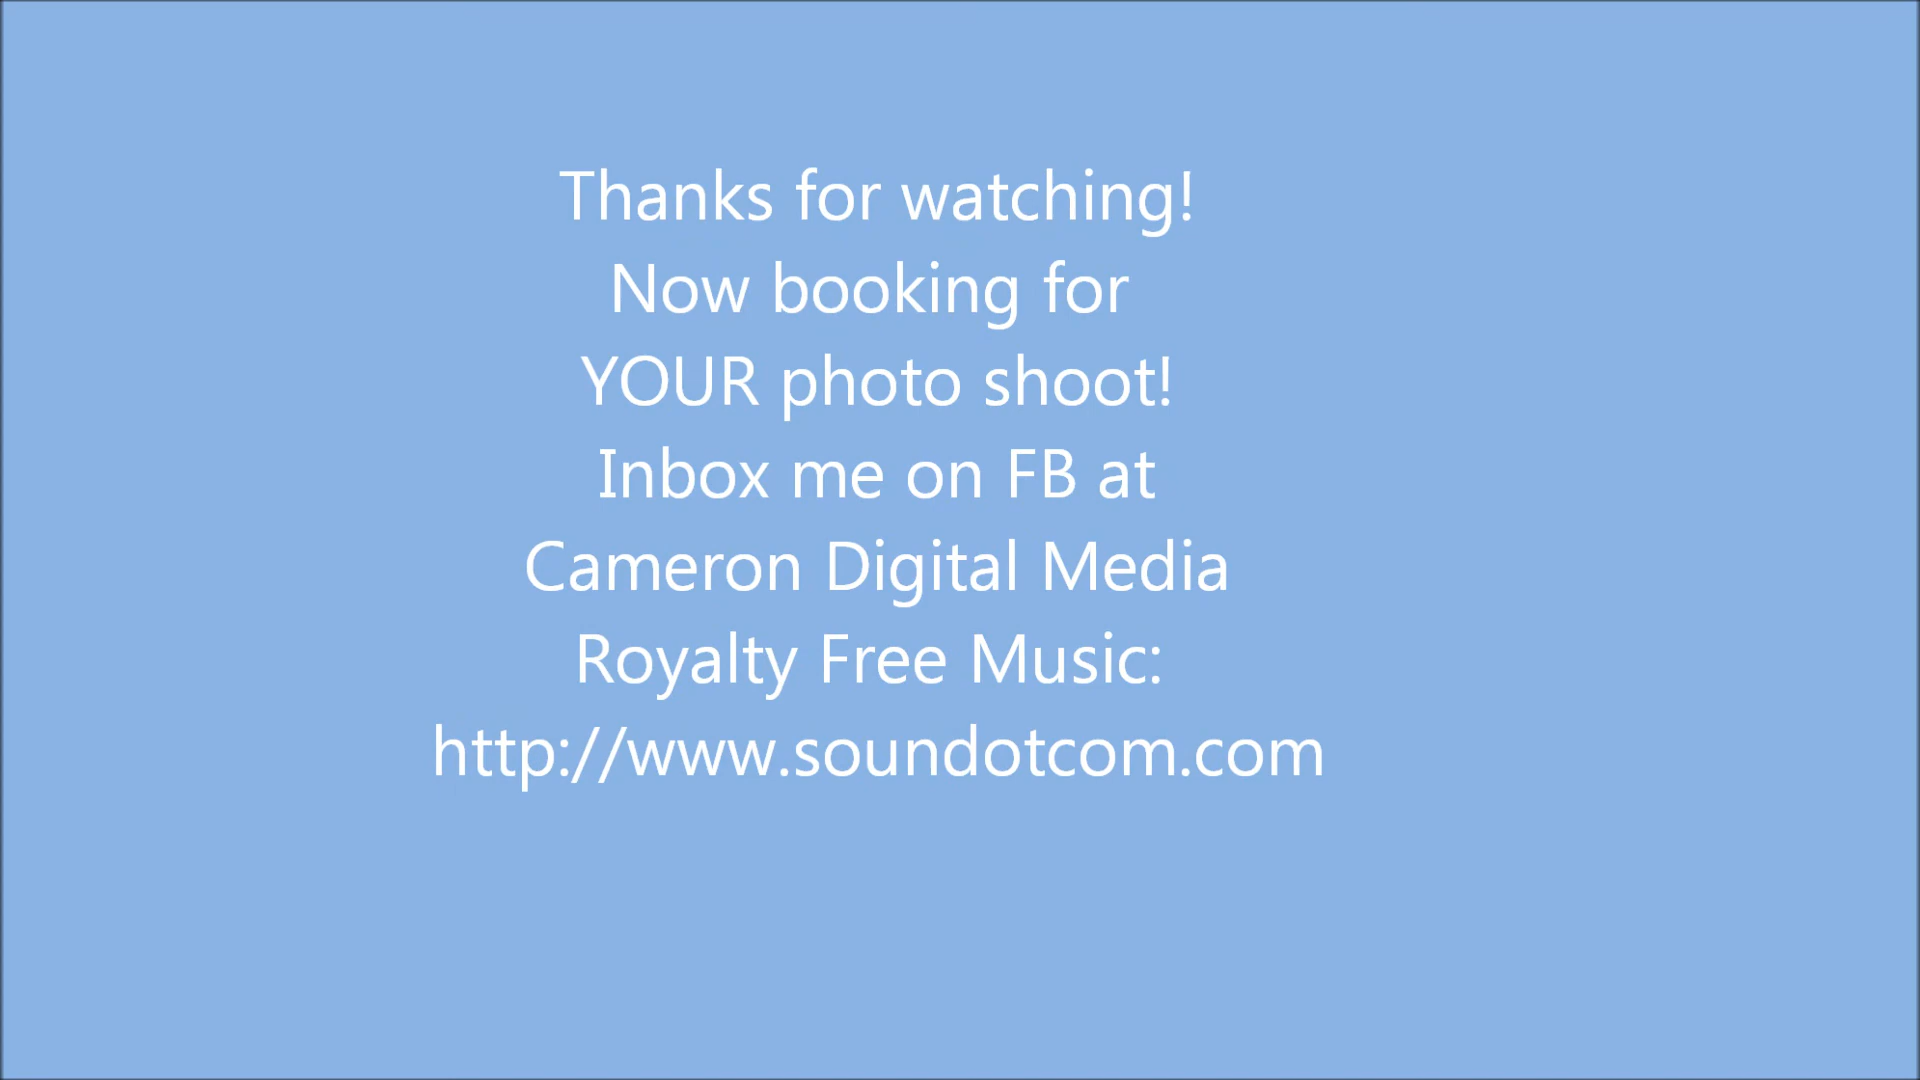 Thanks for watching!
Now booking for
YOUR photo shoot!
Inbox me on FB at
Cameron Digital Media
Royalty Free Music:
http://www.soundotcom.com